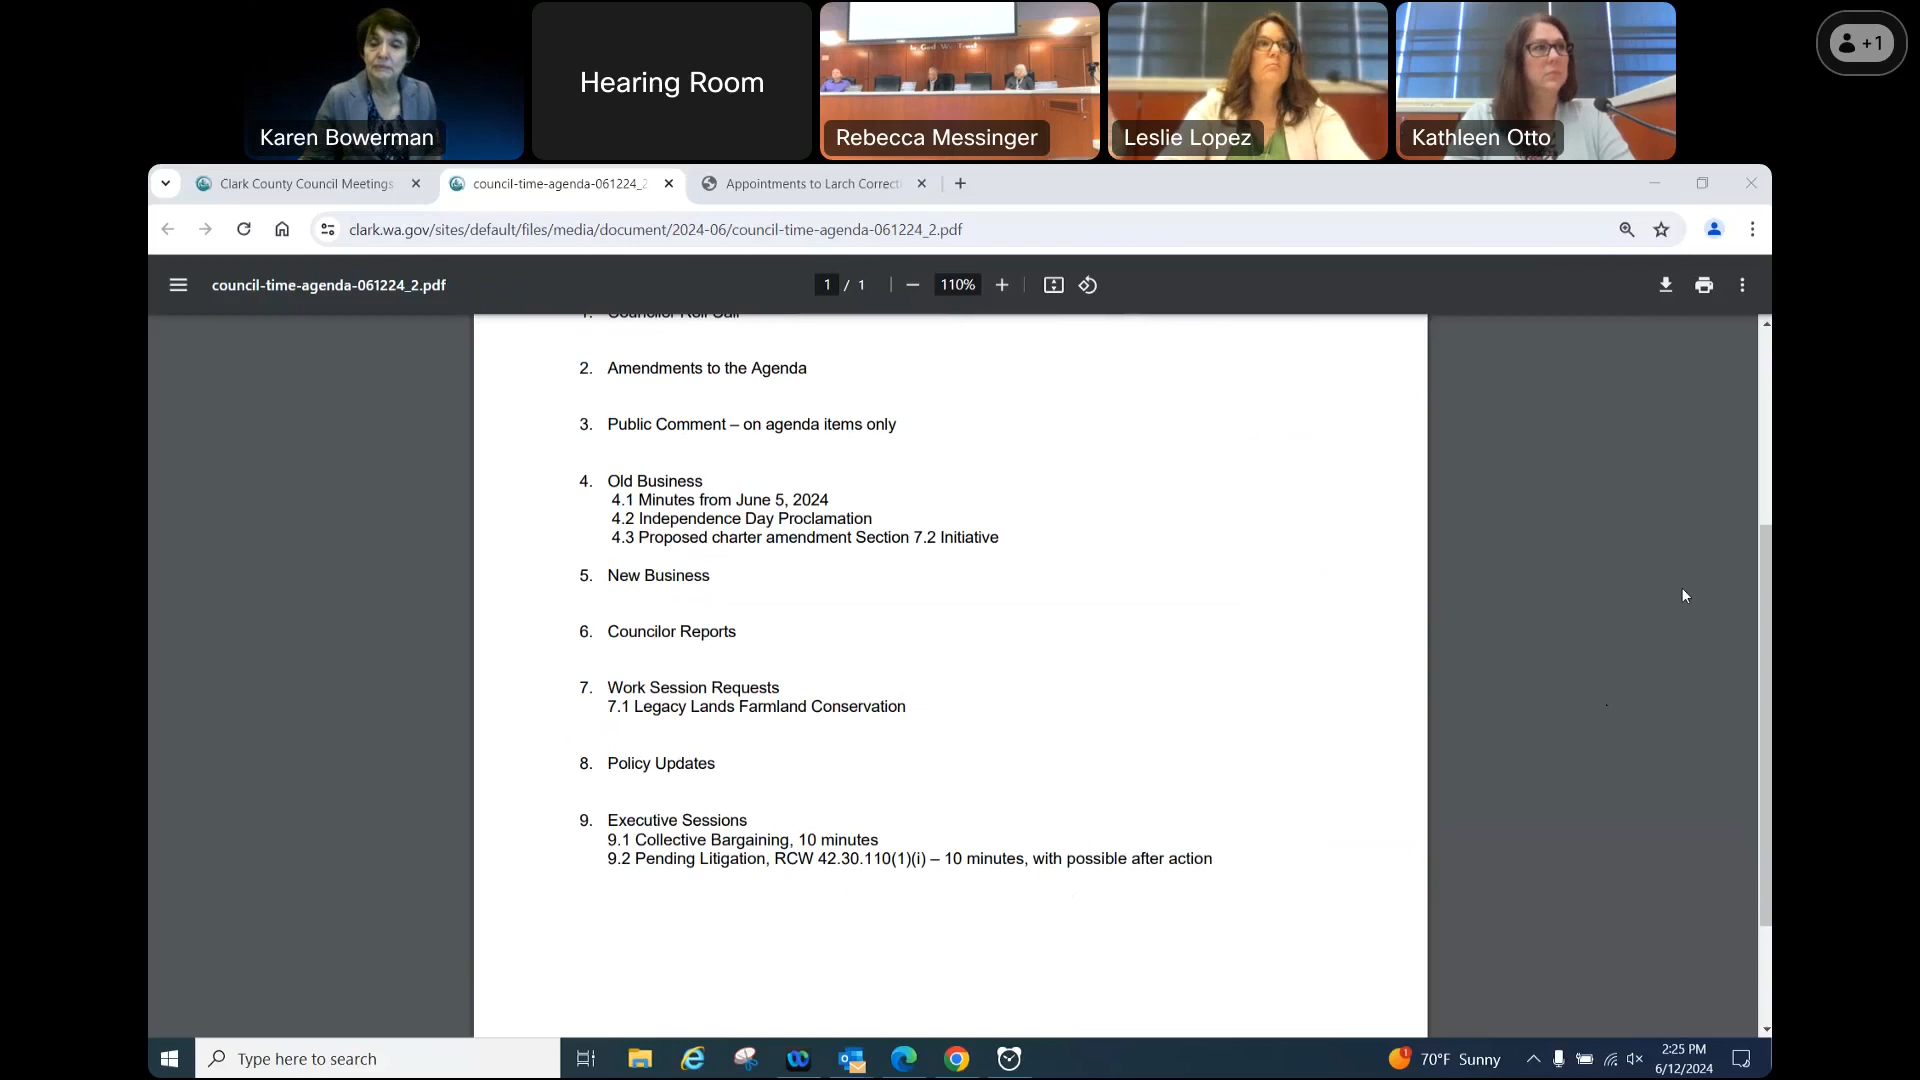 Karen Bowerman
Hearing Room
In God We Trust
Rebecca Messinger
Leslie Lopez
Kathleen Otto
+1
Clark County Council Meetings
council-time-agenda-061224_2
Appointments to Larch Correcti
clark.wa.gov/sites/default/files/media/document/2024-06/council-time-agenda-061224_2.pdf
council-time-agenda-061224_2.pdf
1 / 1
110%
1. Councilor Roll Call
2. Amendments to the Agenda
3. Public Comment – on agenda items only
4. Old Business
4.1 Minutes from June 5, 2024
4.2 Independence Day Proclamation
4.3 Proposed charter amendment Section 7.2 Initiative
5. New Business
6. Councilor Reports
7. Work Session Requests
7.1 Legacy Lands Farmland Conservation
8. Policy Updates
9. Executive Sessions
9.1 Collective Bargaining, 10 minutes
9.2 Pending Litigation, RCW 42.30.110(1)(i) – 10 minutes, with possible after action
Type here to search
1
70°F Sunny
2:25 PM
6/12/2024